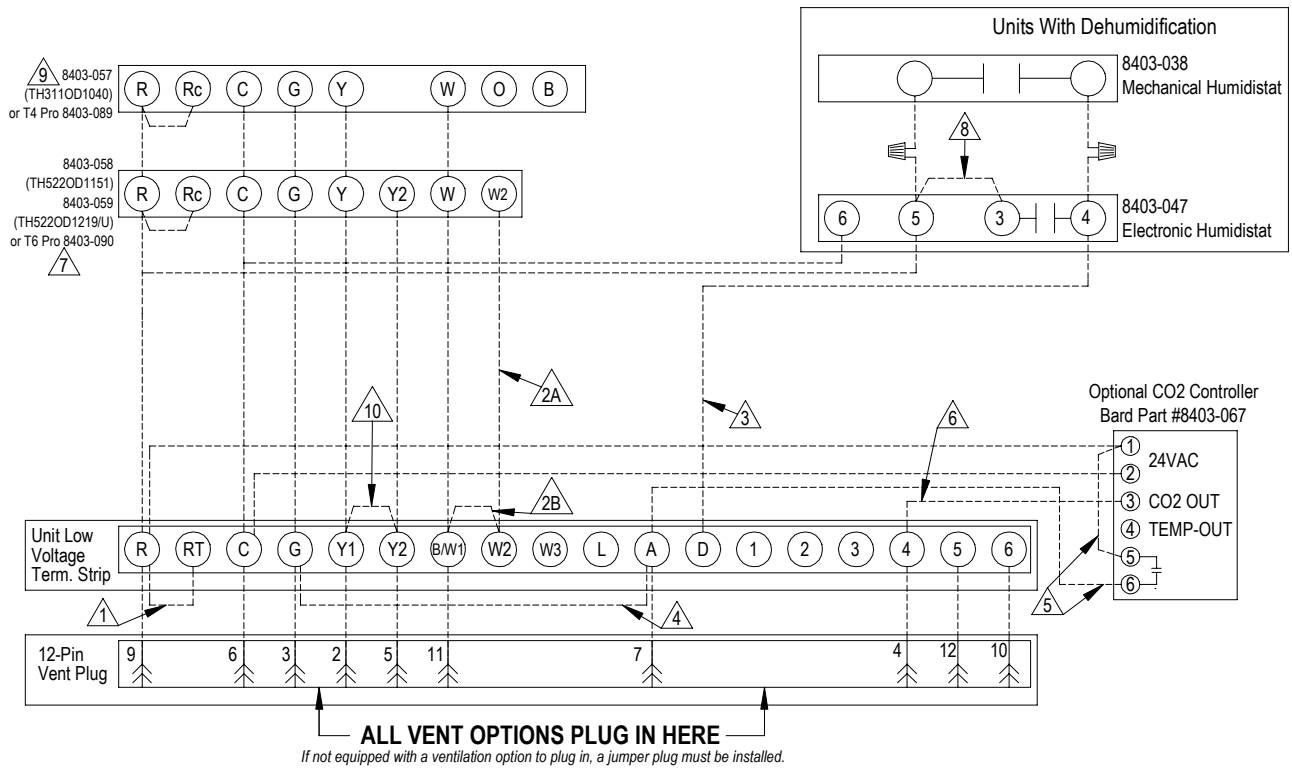 Units With Dehumidification
8403-038
Mechanical Humidistat
8
6 5 3 4
8403-047
Electronic Humidistat
9 8403-057
(TH311OD1040)
or T4 Pro 8403-089
R Rc C G Y W O B
8403-058
(TH522OD1151)
8403-059
(TH522OD1219/U)
or T6 Pro 8403-090
7
R Rc C G Y Y2 W W2
2A
10
3
6
2B
Optional CO2 Controller
Bard Part #8403-067
1
24VAC
2
3 CO2 OUT
4 TEMP-OUT
5
6
5
Unit Low
Voltage
Term. Strip
R RT C G Y1 Y2 B/W1 W2 W3 L A D 1 2 3 4 5 6
1
4
12-Pin
Vent Plug
9 6 3 2 5 11 7 4 12 10
ALL VENT OPTIONS PLUG IN HERE
If not equipped with a ventilation option to plug in, a jumper plug must be installed.